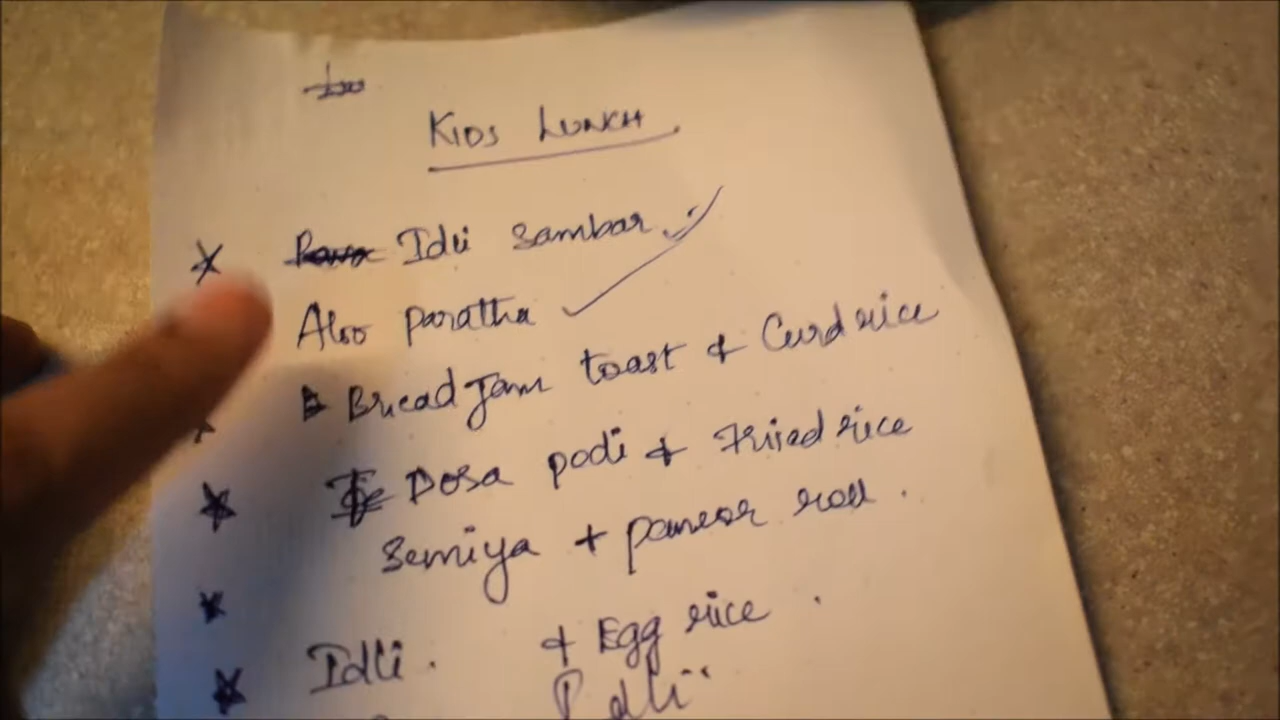 KIDS LUNCH
Idli Sambar
Aloo paratha
Bread Jam toast + Curd rice
Dosa podi + Fried rice
Semiya + paneer roll.
Idli. + Egg rice.